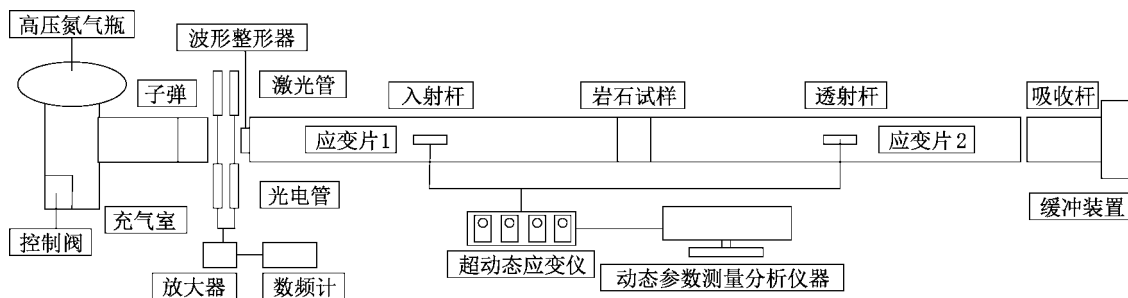 高压氮气瓶
波形整形器
子弹
激光管
入射杆
岩石试样
透射杆
吸收杆
应变片1
应变片2
光电管
充气室
控制阀
缓冲装置
超动态应变仪
动态参数测量分析仪器
放大器
数频计